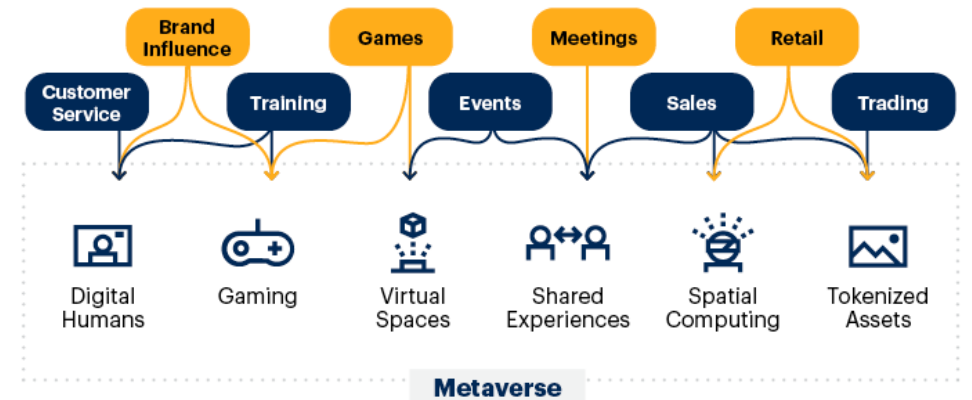 Brand
Influence
Games
Meetings
Retail
Customer
Service
Training
Events
Sales
Trading
Digital
Humans
Gaming
Virtual
Spaces
Shared
Experiences
Spatial
Computing
Tokenized
Assets
Metaverse